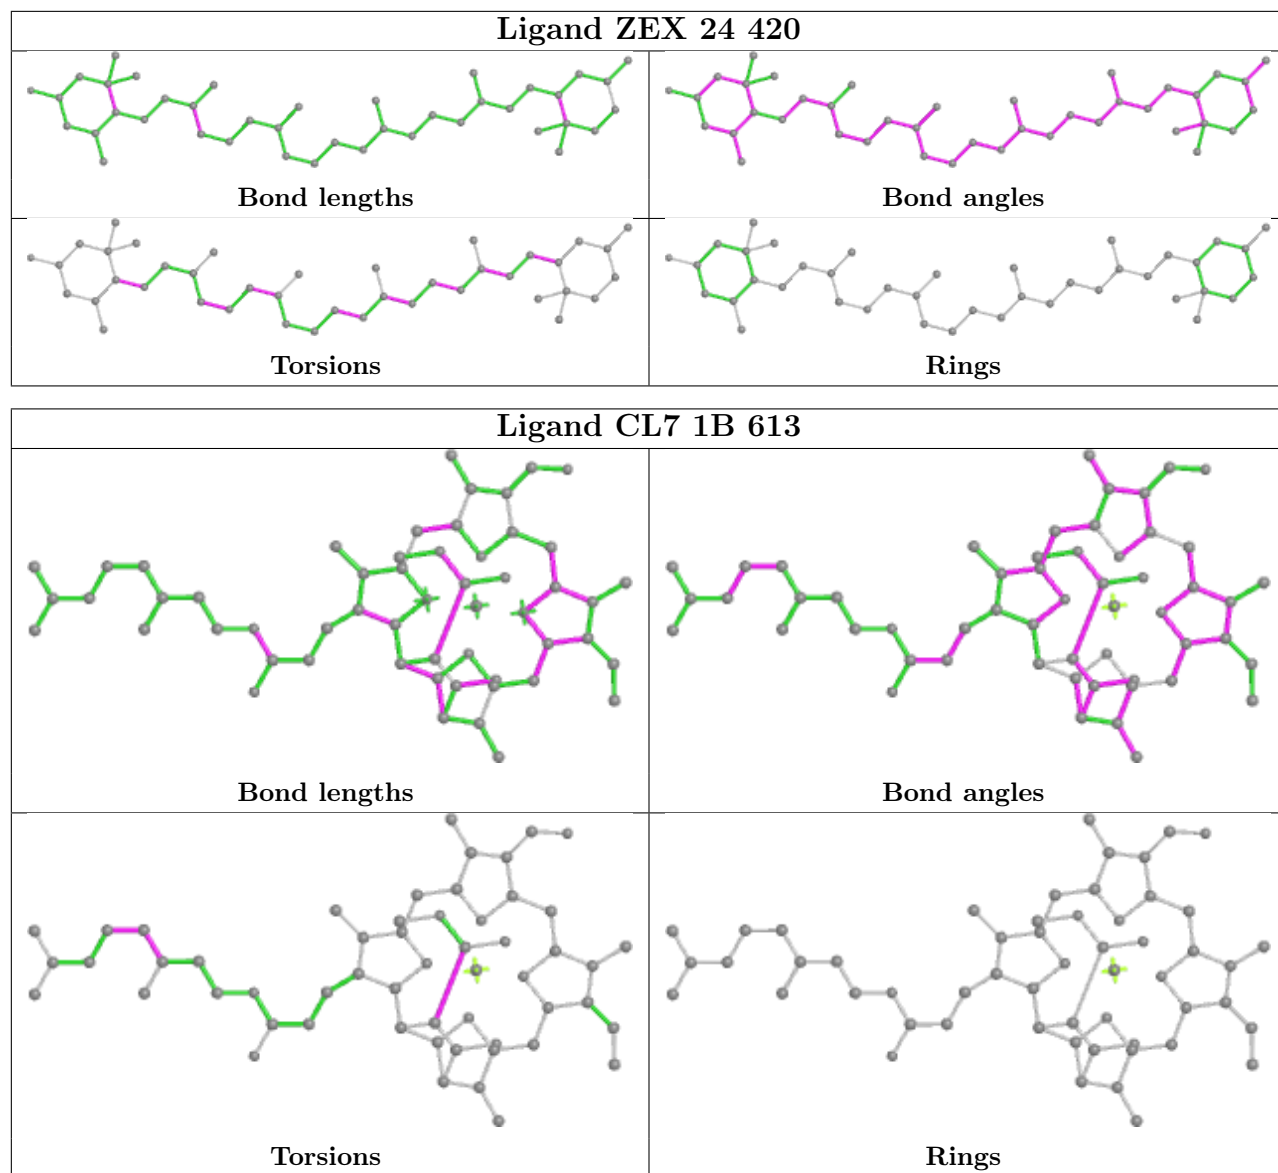 Ligand ZEX 24 420
Bond lengths
Bond angles
Torsions
Rings
Ligand CL7 1B 613
Bond lengths
Bond angles
Torsions
Rings